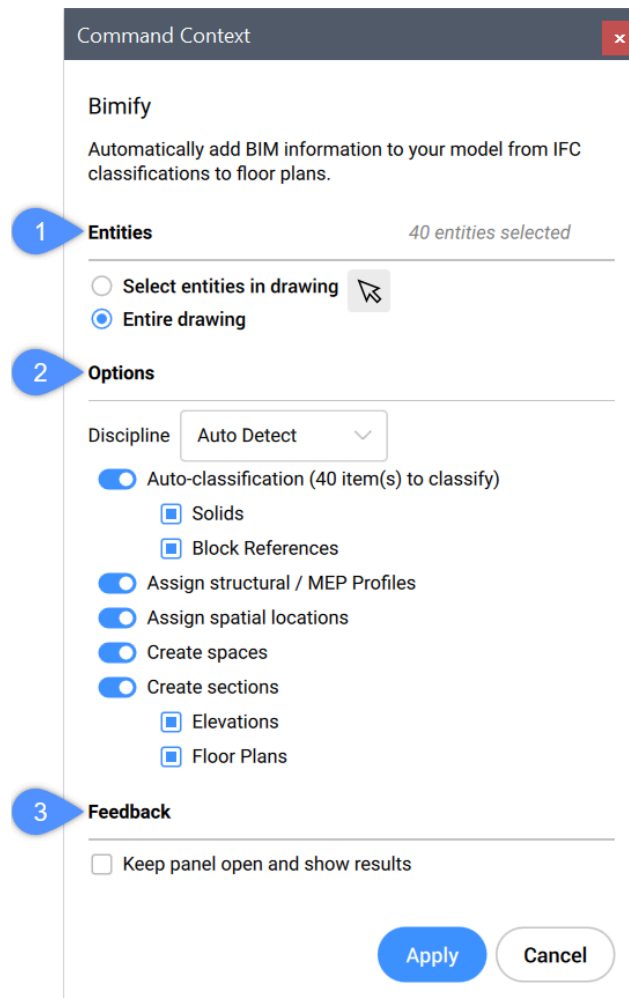 Command Context
×
Bimify
Automatically add BIM information to your model from IFC
classifications to floor plans.
1 Entities 40 entities selected
Select entities in drawing
Entire drawing
2 Options
Discipline Auto Detect
Auto-classification (40 item(s) to classify)
Solids
Block References
Assign structural / MEP Profiles
Assign spatial locations
Create spaces
Create sections
Elevations
Floor Plans
3 Feedback
Keep panel open and show results
Apply Cancel